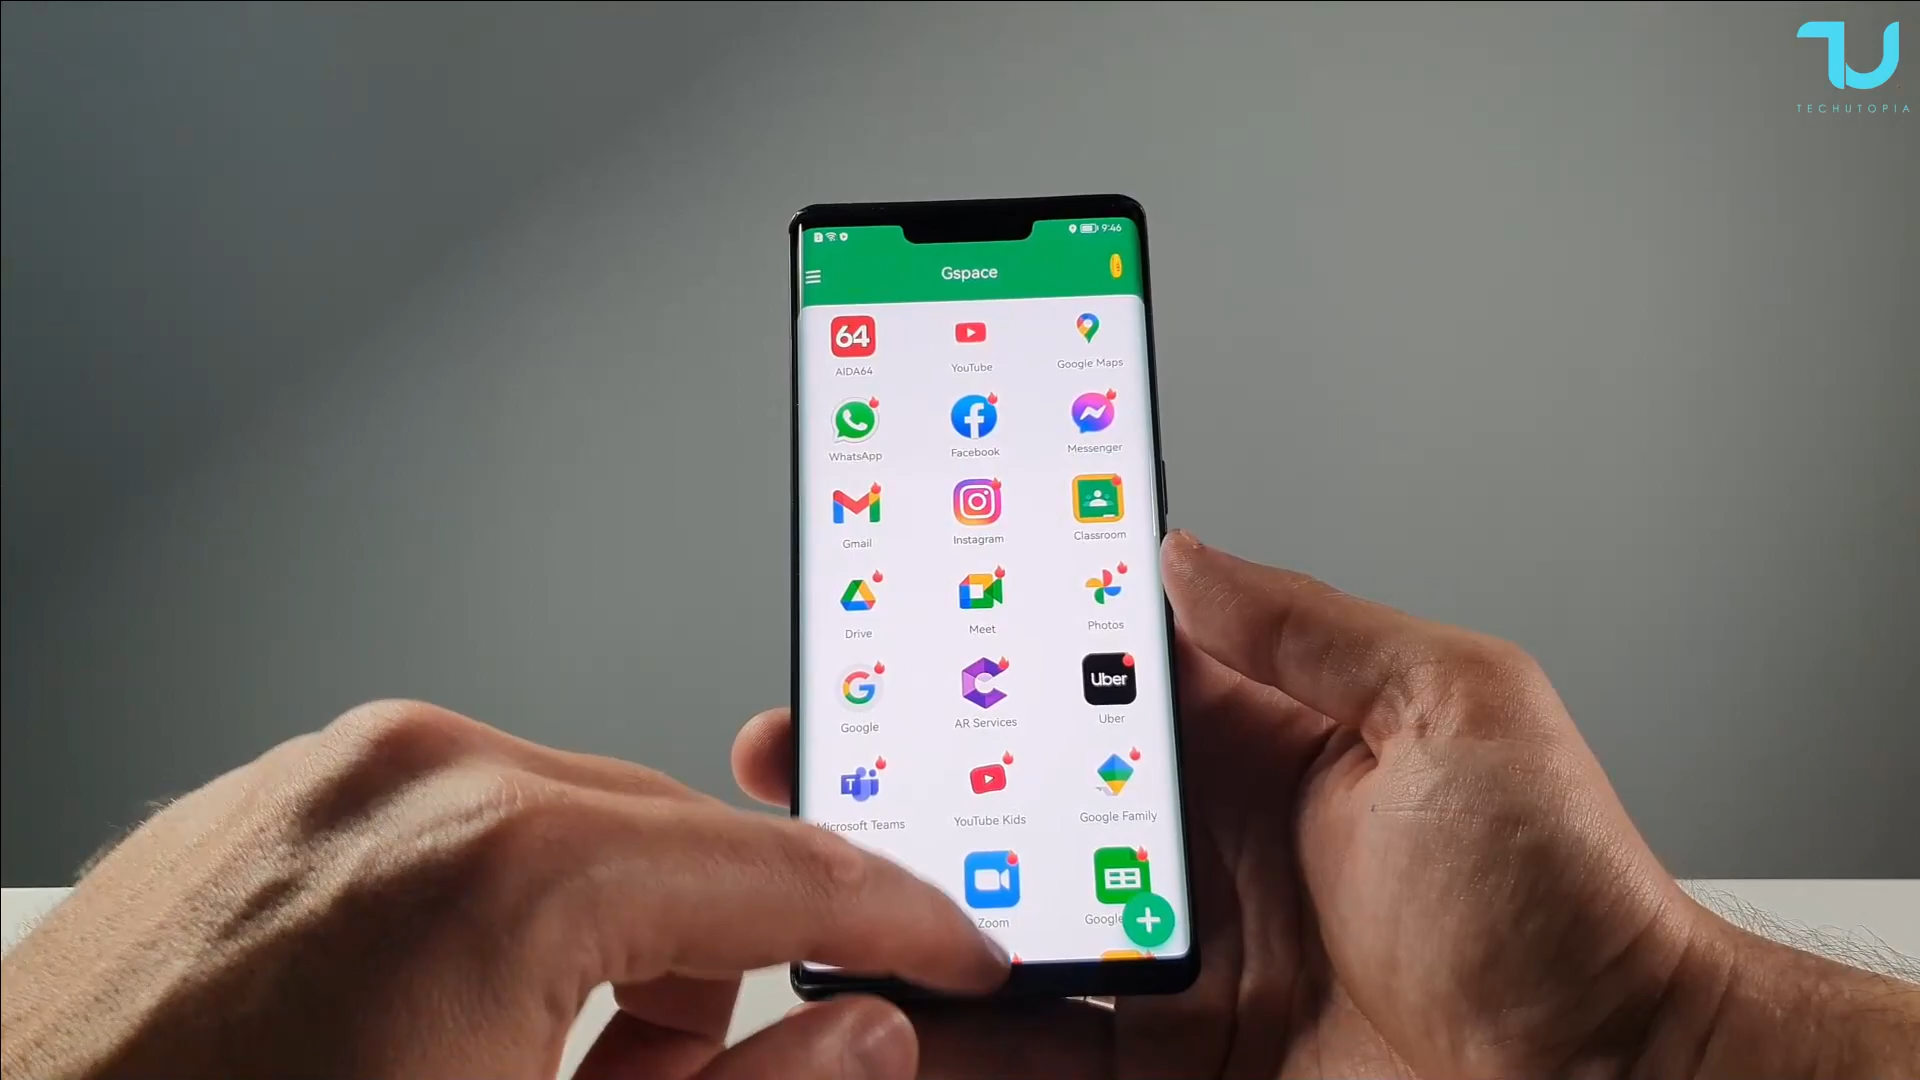 TECHUTOPIA
9:46
Gspace
64
AIDA64
YouTube
Google Maps
WhatsApp
Facebook
Messenger
Gmail
Instagram
Classroom
Drive
Meet
Photos
Google
AR Services
Uber
Uber
Microsoft Teams
YouTube Kids
Google Family
Zoom
Google